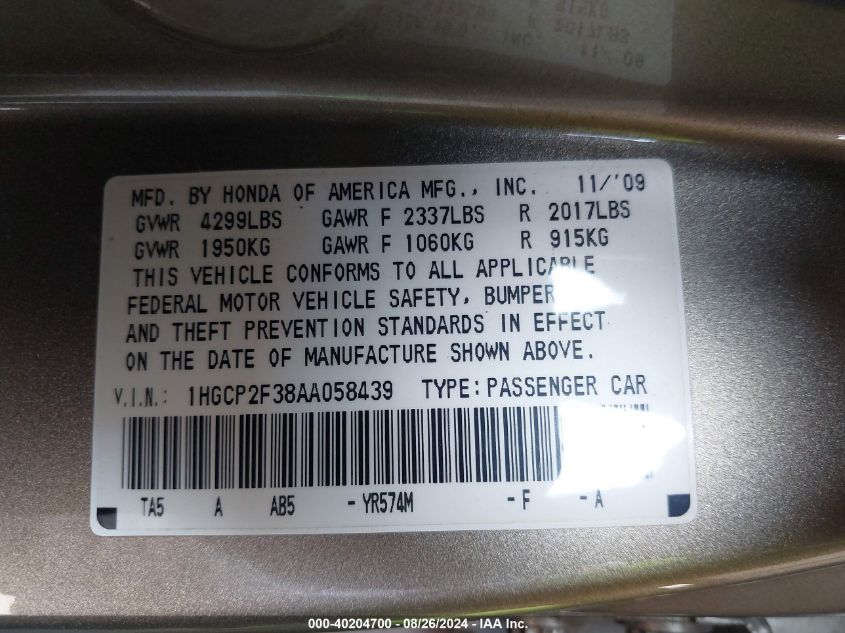 MFD. BY HONDA OF AMERICA MFG., INC. 11/'09
GVWR 4299LBS GAWR F 2337LBS R 2017LBS
GVWR 1950KG GAWR F 1060KG R 915KG
THIS VEHICLE CONFORMS TO ALL APPLICABLE
FEDERAL MOTOR VEHICLE SAFETY, BUMPER
AND THEFT PREVENTION STANDARDS IN EFFECT
ON THE DATE OF MANUFACTURE SHOWN ABOVE.
V.I.N.: 1HGCP2F38AA058439 TYPE:PASSENGER CAR
TA5 A AB5 -YR574M -F -A
000-40204700 - 08/26/2024 - IAA Inc.